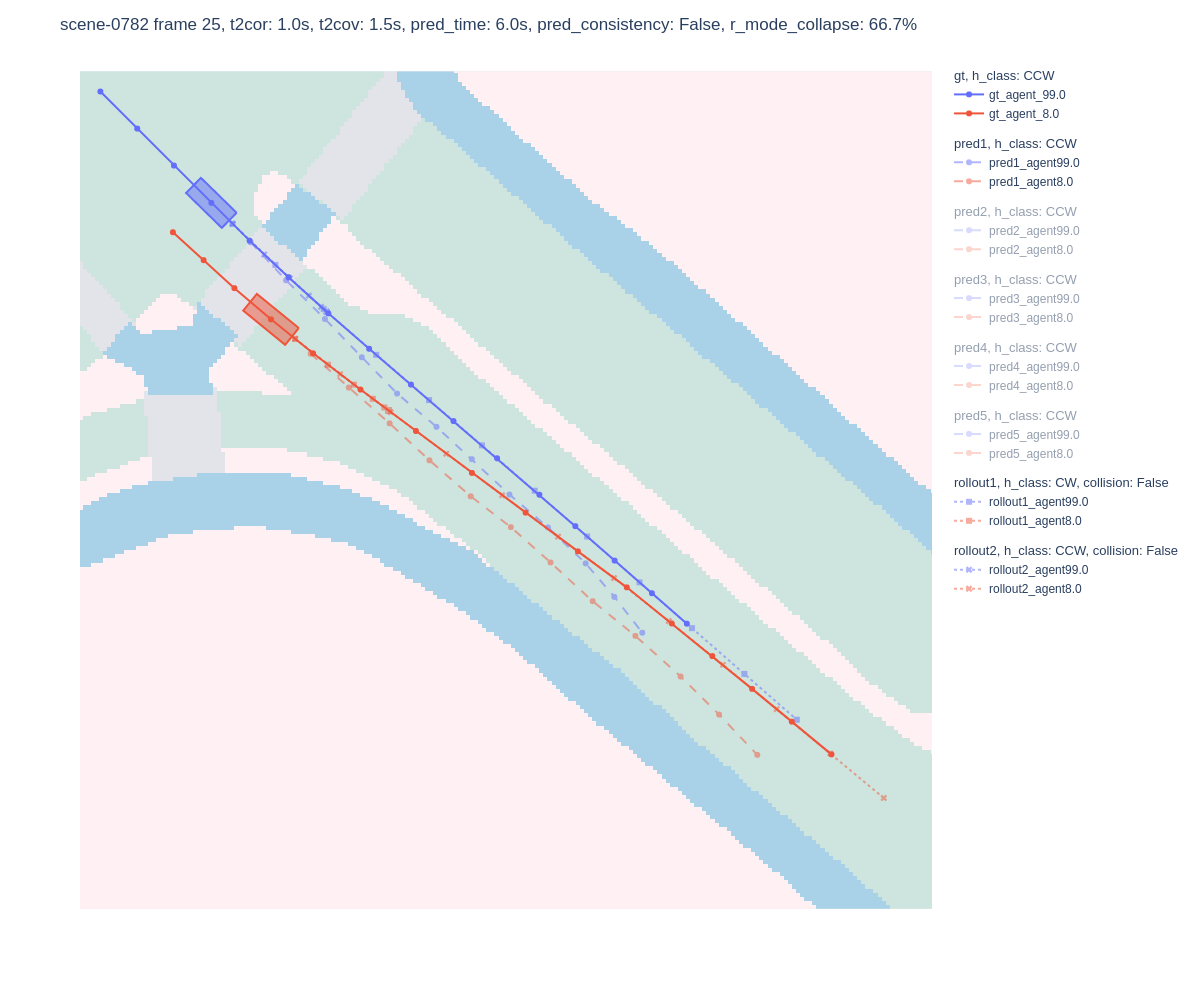 scene-0782 frame 25, t2cor: 1.0s, t2cov: 1.5s, pred_time: 6.0s, pred_consistency: False, r_mode_collapse: 66.7%
gt, h_class: CCW
gt_agent_99.0
gt_agent_8.0
pred1, h_class: CCW
pred1_agent99.0
pred1_agent8.0
pred2, h_class: CCW
pred2_agent99.0
pred2_agent8.0
pred3, h_class: CCW
pred3_agent99.0
pred3_agent8.0
pred4, h_class: CCW
pred4_agent99.0
pred4_agent8.0
pred5, h_class: CCW
pred5_agent99.0
pred5_agent8.0
rollout1, h_class: CW, collision: False
rollout1_agent99.0
rollout1_agent8.0
rollout2, h_class: CCW, collision: False
rollout2_agent99.0
rollout2_agent8.0